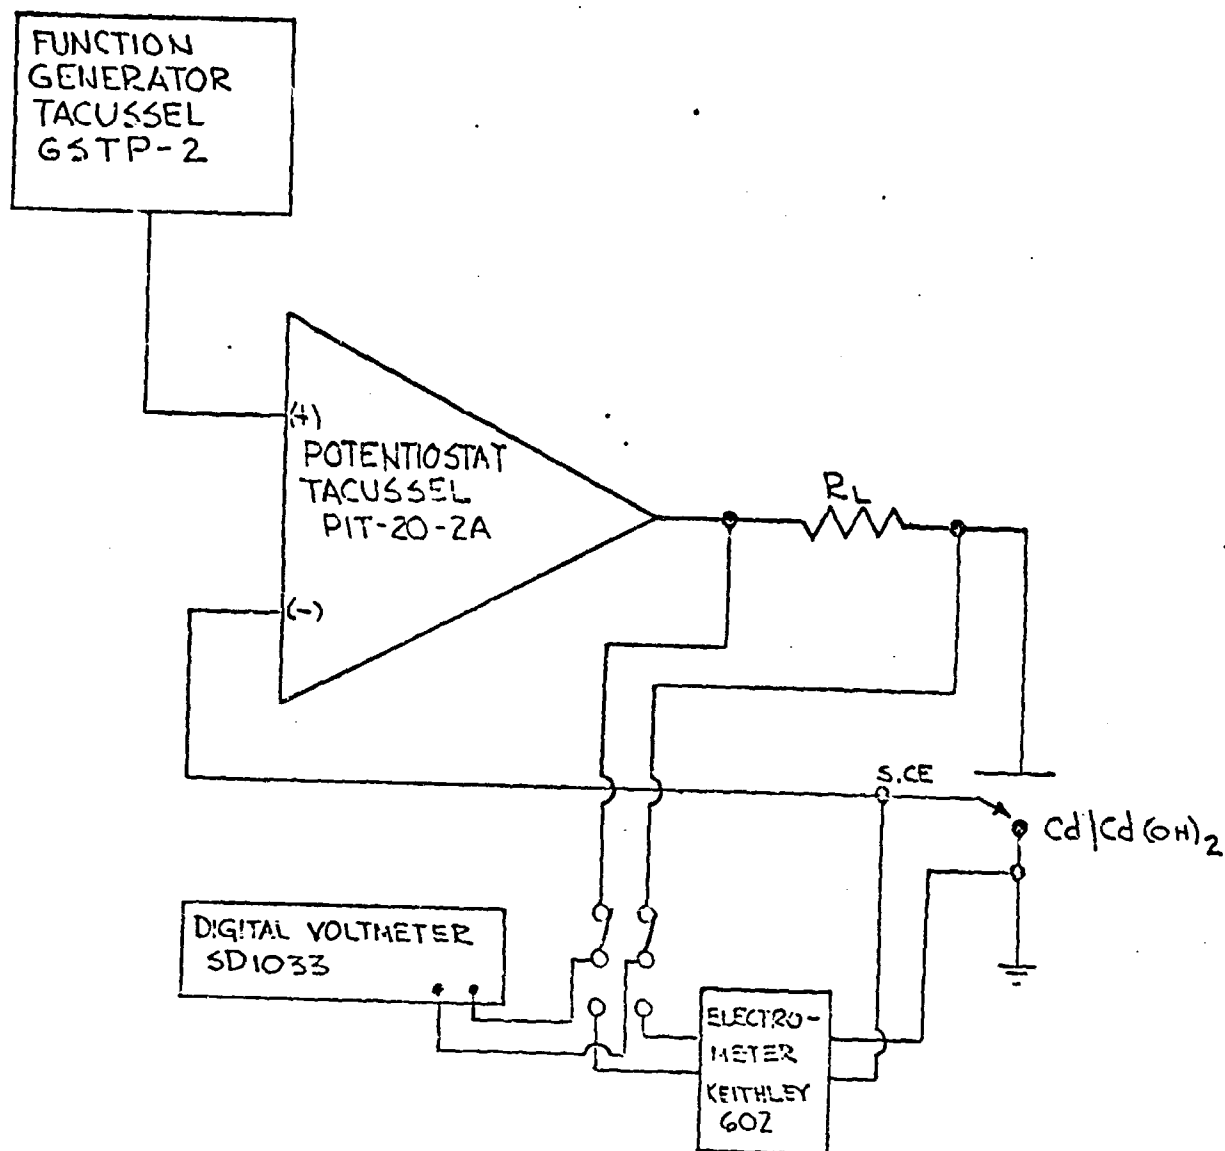 FUNCTION
GENERATOR
TACUSSEL
GSTP-2
(+)
POTENTIOSTAT
TACUSSEL
PIT-20-2A
(-)
RL
S.CE
Cd|Cd(OH)2
DIGITAL VOLTMETER
SD1033
ELECTRO-
METER
KEITHLEY
602